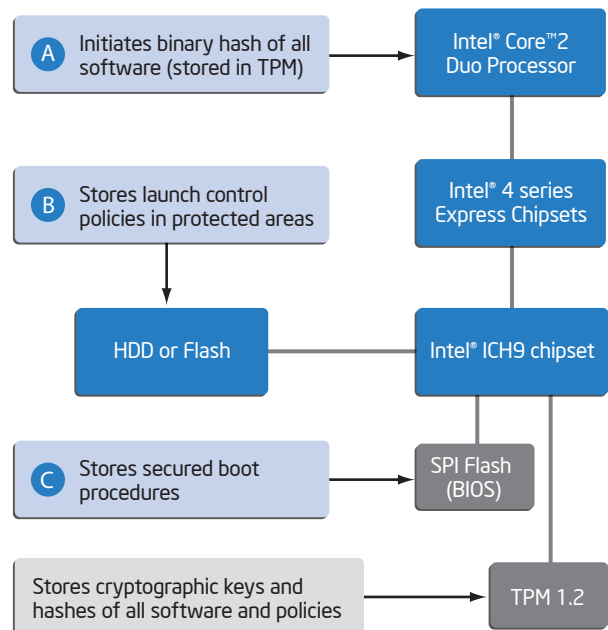 A
Initiates binary hash of all
software (stored in TPM)
Intel® Core™2
Duo Processor
B
Stores launch control
policies in protected areas
Intel® 4 series
Express Chipsets
HDD or Flash
Intel® ICH9 chipset
C
Stores secured boot
procedures
SPI Flash
(BIOS)
Stores cryptographic keys and
hashes of all software and policies
TPM 1.2